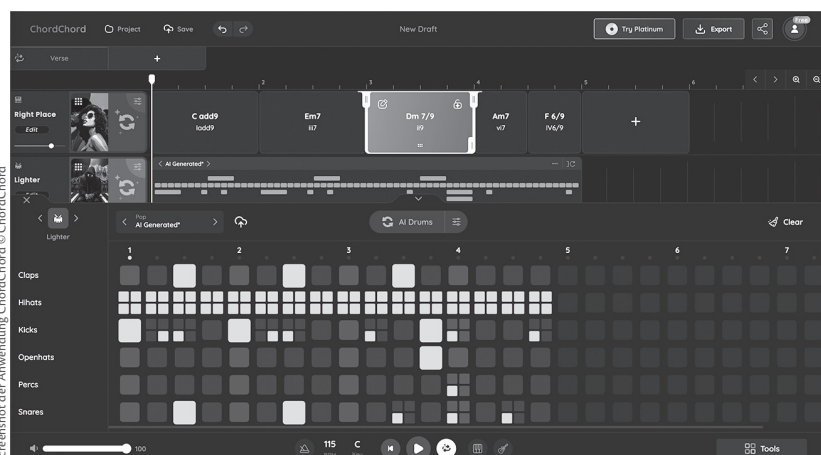 ChordChord Project Save New Draft Try Platinum Export Free
Verse +
2 3 4 5 6
Right Place
Edit
C add9 Em7 Dm 7/9 Am7 F 6/9 +
Iadd9 iii7 ii9 vi7 IV6/9
Lighter
< AI Generated* >
Lighter
Pop
AI Generated*
AI Drums
Clear
1 2 3 4 5 6 7
Claps
Hihats
Kicks
Openhats
Percs
Snares
100
115 C
Tools
Screenshot der Anwendung ChordChord © ChordChord